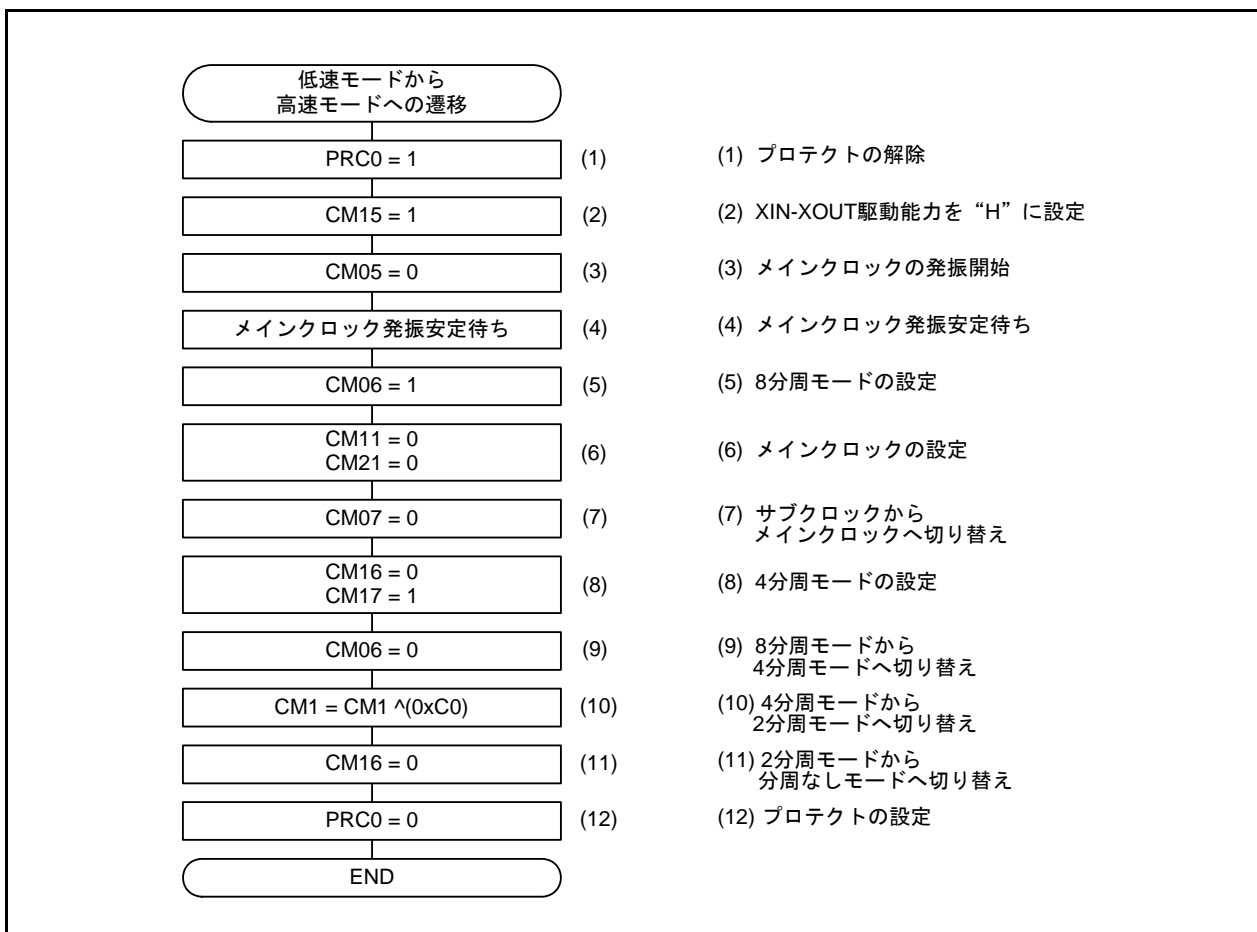 低速モードから
高速モードへの遷移
PRC0 = 1 (1) (1) プロテクトの解除
CM15 = 1 (2) (2) XIN-XOUT駆動能力を“H”に設定
CM05 = 0 (3) (3) メインクロックの発振開始
メインクロック発振安定待ち (4) (4) メインクロック発振安定待ち
CM06 = 1 (5) (5) 8分周モードの設定
CM11 = 0
CM21 = 0 (6) (6) メインクロックの設定
CM07 = 0 (7) (7) サブクロックから
メインクロックへ切り替え
CM16 = 0
CM17 = 1 (8) (8) 4分周モードの設定
CM06 = 0 (9) (9) 8分周モードから
4分周モードへ切り替え
CM1 = CM1 ^(0xC0) (10) (10) 4分周モードから
2分周モードへ切り替え
CM16 = 0 (11) (11) 2分周モードから
分周なしモードへ切り替え
PRC0 = 0 (12) (12) プロテクトの設定
END